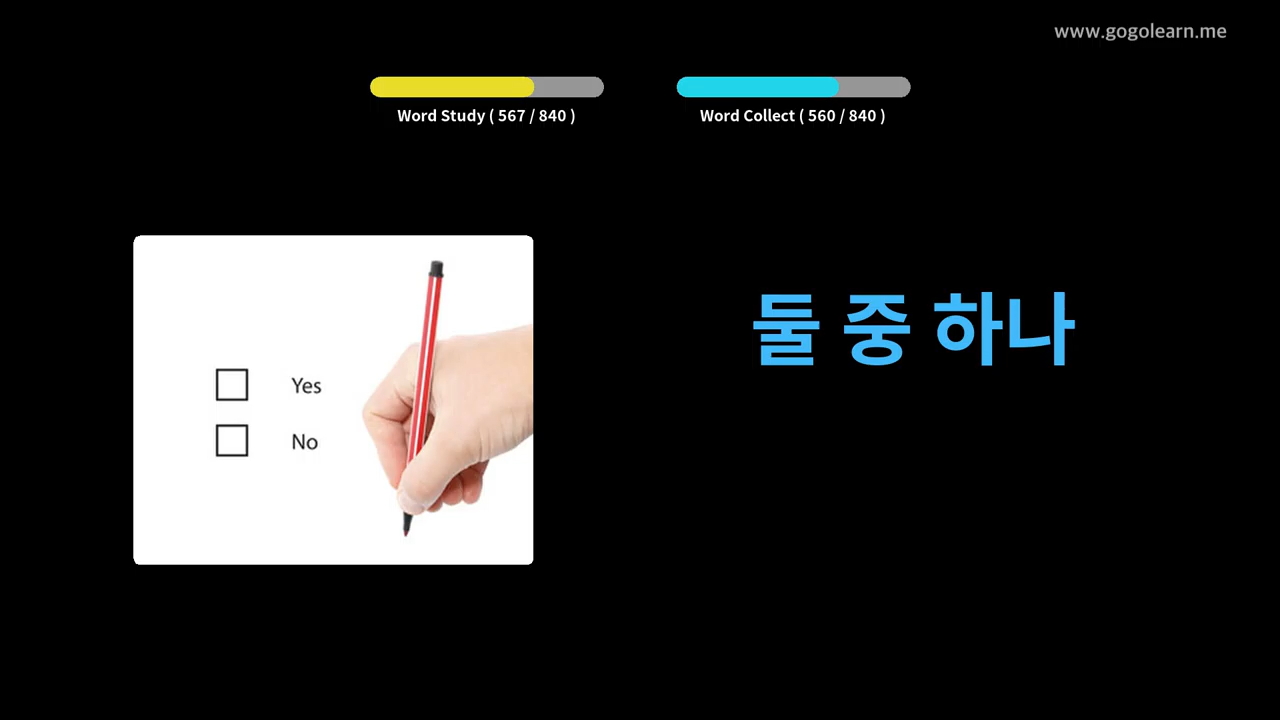 www.gogolearn.me
Word Study ( 567 / 840 )
Word Collect ( 560 / 840 )
둘 중 하나
Yes
No